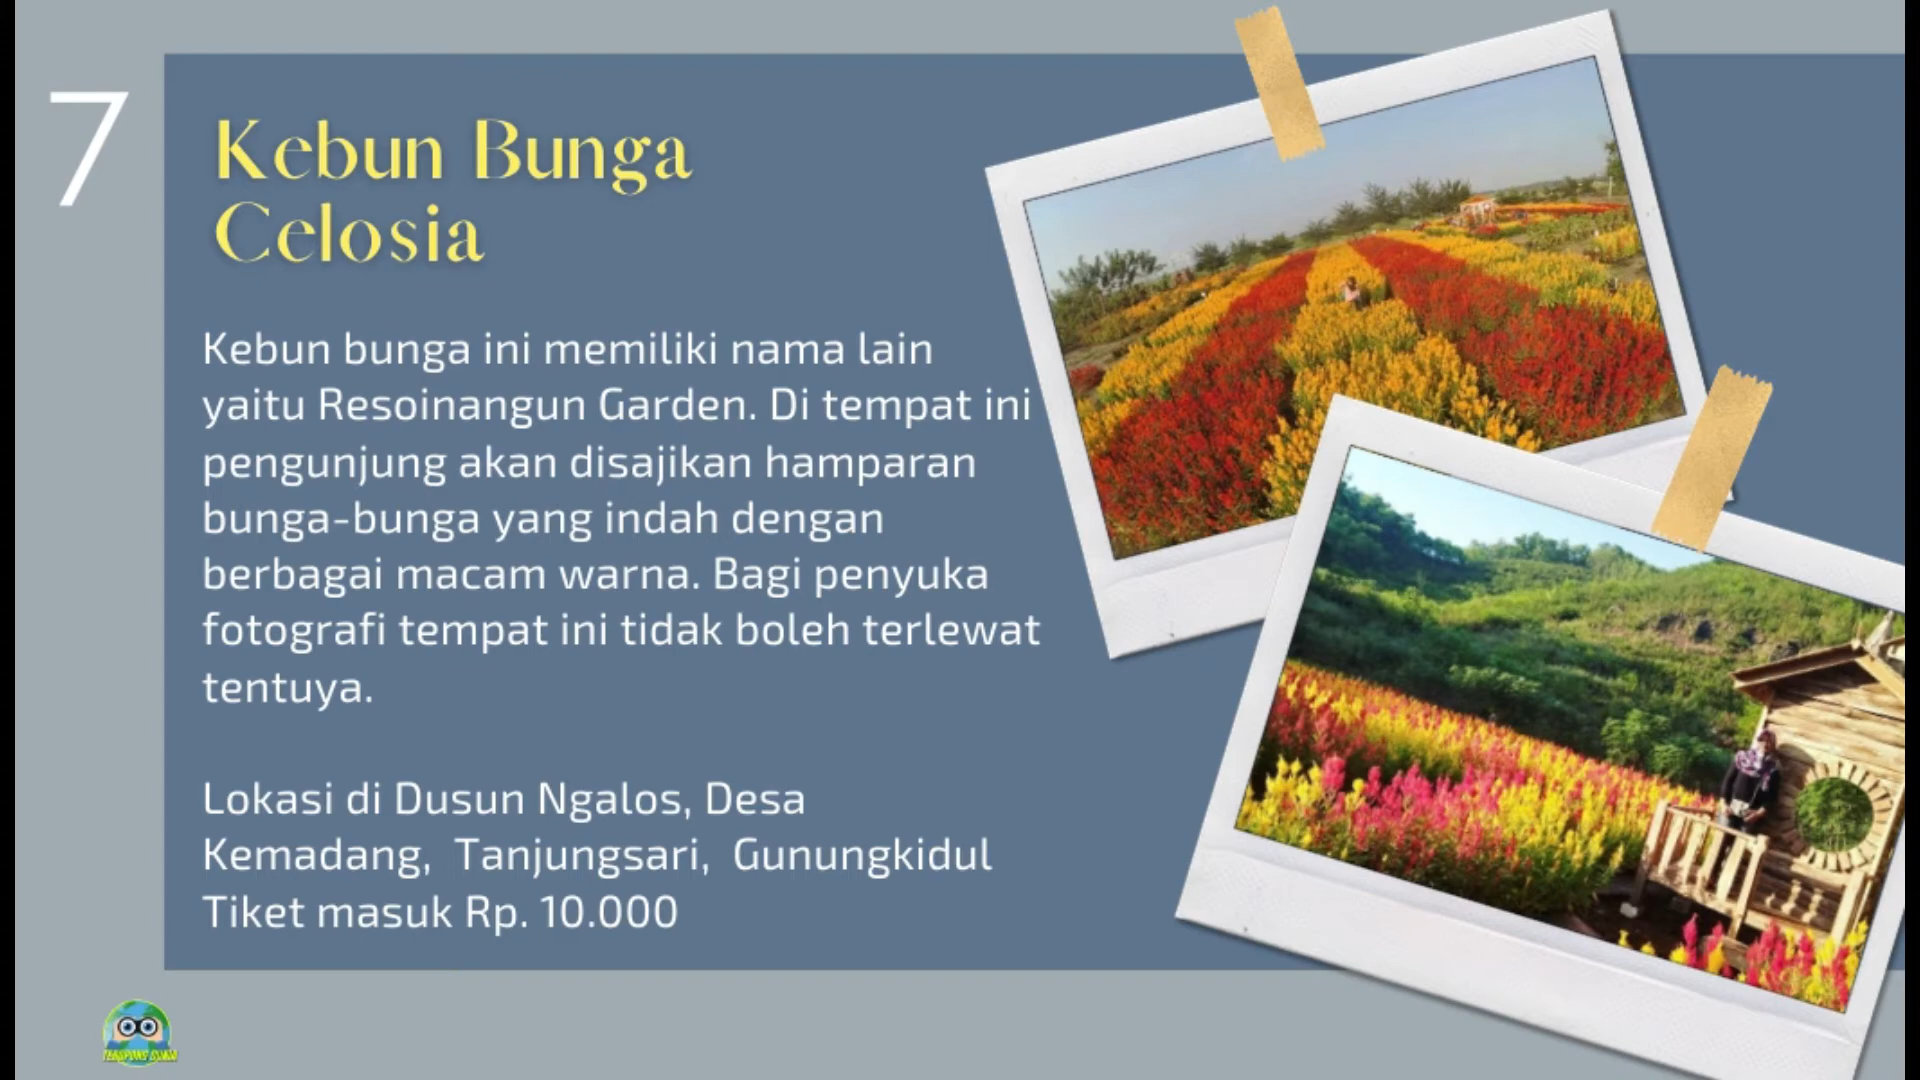 7
Kebun Bunga
Celosia
Kebun bunga ini memiliki nama lain
yaitu Resoinangun Garden. Di tempat ini
pengunjung akan disajikan hamparan
bunga-bunga yang indah dengan
berbagai macam warna. Bagi penyuka
fotografi tempat ini tidak boleh terlewat
tentuya.
Lokasi di Dusun Ngalos, Desa
Kemadang, Tanjungsari, Gunungkidul
Tiket masuk Rp. 10.000